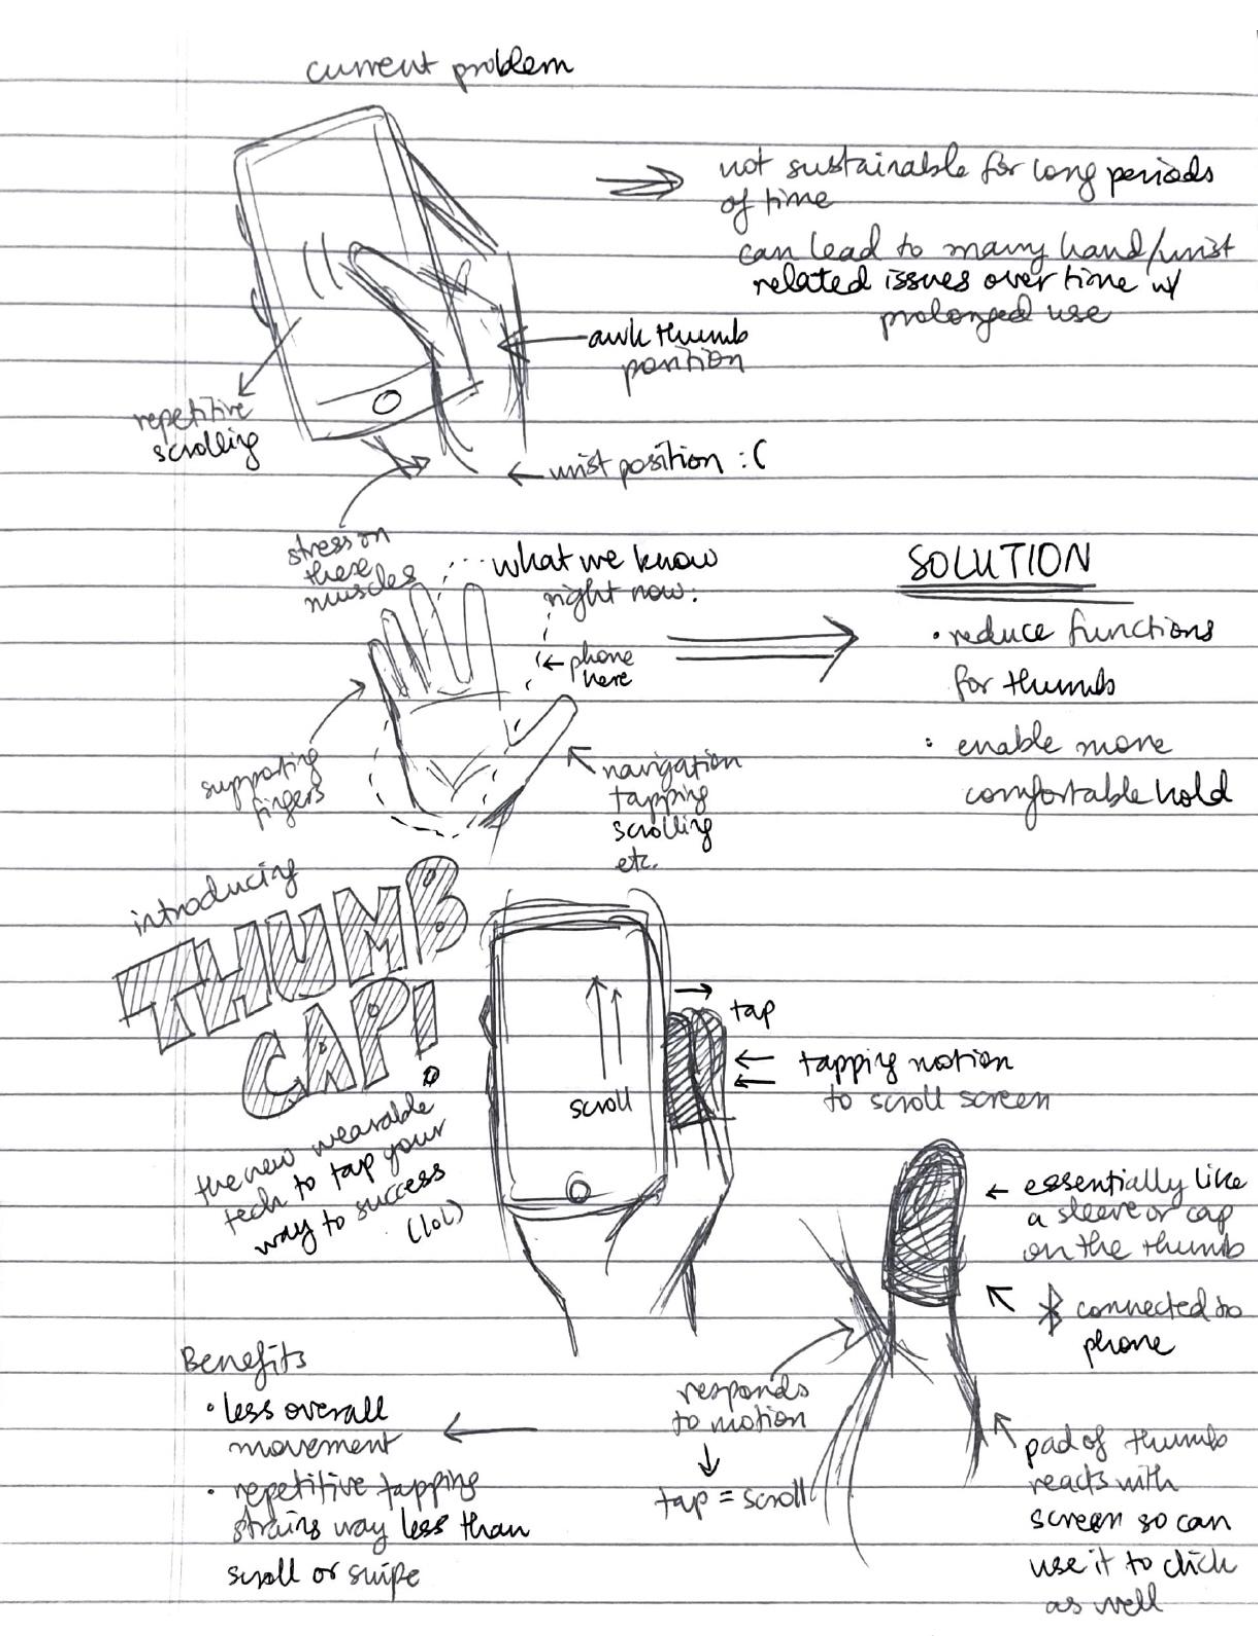 current problem
not sustainable for long periods
of time
can lead to many hand/wrist
related issues over time w/
prolonged use
awk thumb
position
repetitive
scrolling
wrist position :(
stress on
these
muscles
what we know
right now:
phone
here
supporting
fingers
navigation
tapping
scrolling
etc.
SOLUTION
• reduce functions
for thumb
• enable more
comfortable hold
introducing
THUMB
CAP!
the new wearable
tech to tap your
way to success
(lol)
scroll
tap
tapping motion
to scroll screen
essentially like
a sleeve or cap
on the thumb
connected to
phone
responds
to motion
tap = scroll
pad of thumb
reacts with
screen so can
use it to click
as well
Benefits
• less overall
movement
• repetitive tapping
strains way less than
scroll or swipe